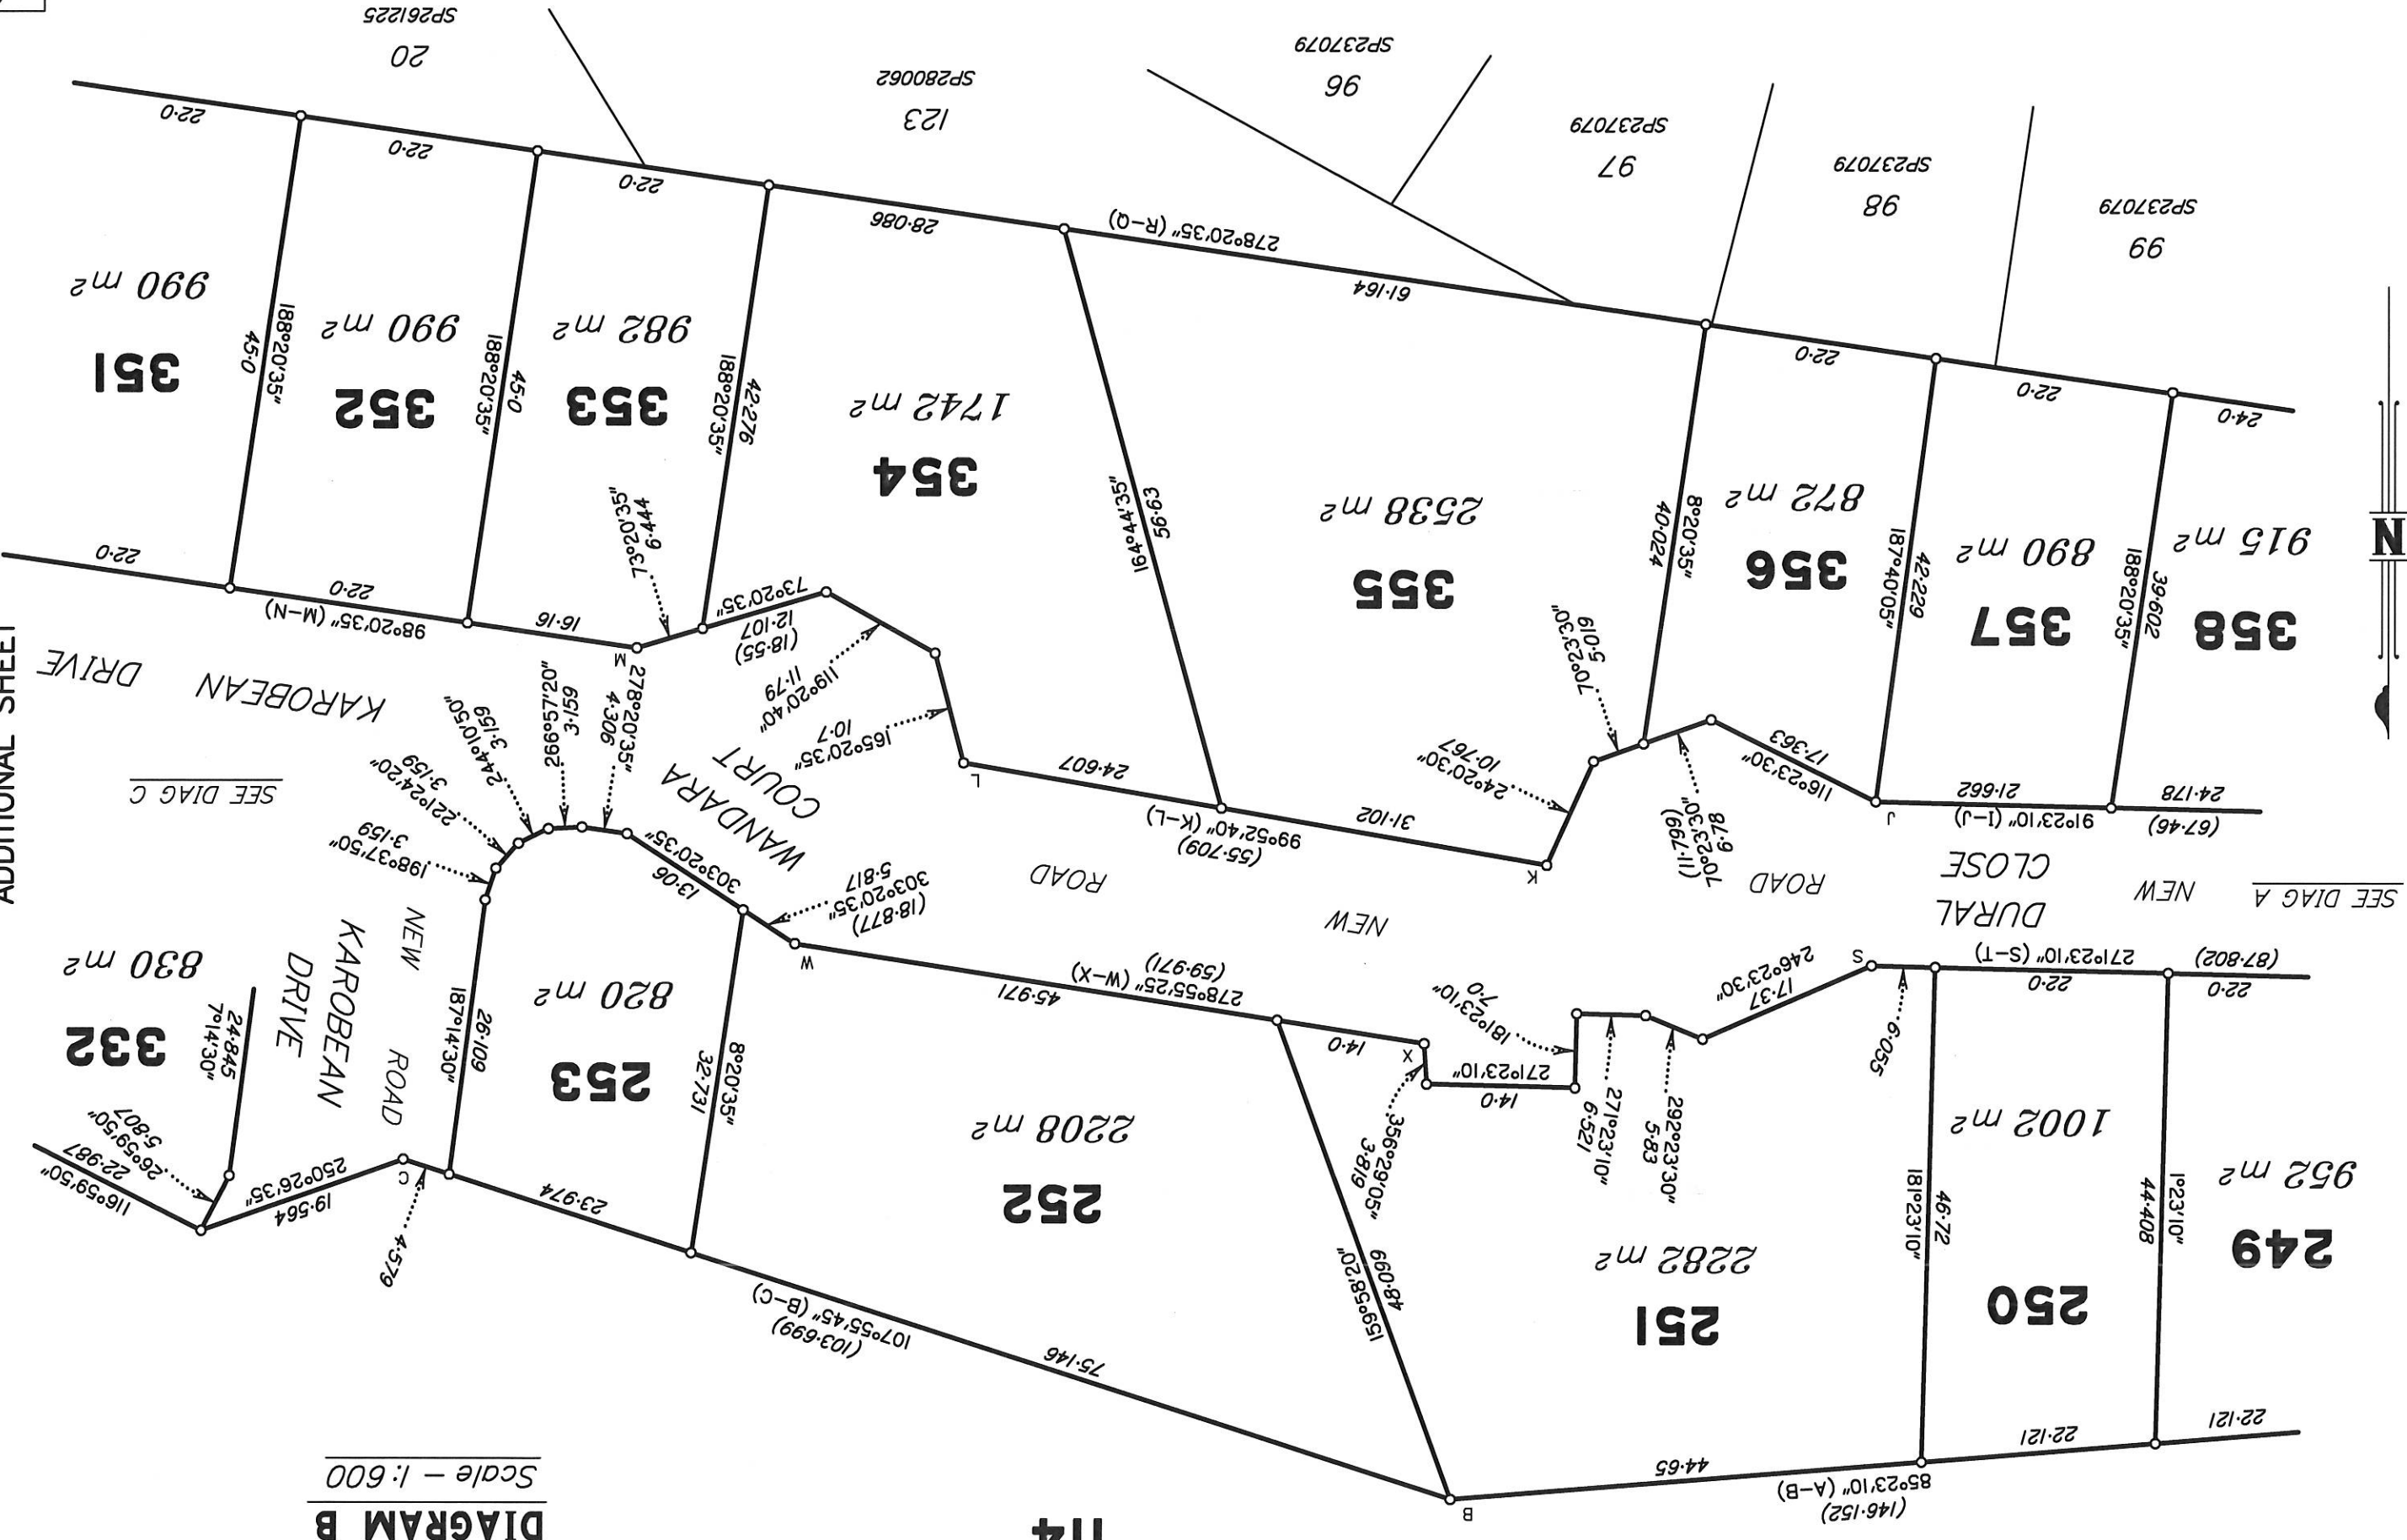 114
DIAGRAM B
Scale – 1:600
ADDITIONAL SHEET
(146·152)
85°23'10" (A–B)
22·121
22·121
44·65
B
75·146
(103·699)
107°55'45" (B–C)
23·974
4·579
C
19·564
250°26'35"
116°59'50"
22·987
26°59'50"
5·807
249
952 m²
1°23'10"
44·408
250
1002 m²
46·72
181°23'10"
251
2282 m²
48·099
159°58'20"
252
2208 m²
8°20'35"
32·731
253
820 m²
26·109
187°14'30"
332
830 m²
24·845
7°14'30"
KAROBEAN
DRIVE
NEW ROAD
356°29'05"
3·819
14·0
271°23'10"
292°23'30"
5·83
271°23'10"
6·521
181°23'10"
7·0
X
14·0
22·0
(87·802)
22·0
271°23'10" (S–T)
6·055
S
17·37
246°23'30"
45·971
278°55'25" (W–X)
(59·971)
W
(18·877)
303°20'35"
5·817
13·06
303°20'35"
198°37'50"
3·159
221°24'20"
3·159
244°10'50"
3·159
266°57'20"
3·159
278°20'35"
4·306
SEE DIAG A
NEW ROAD
DURAL
CLOSE
NEW ROAD
WANDARA
COURT
SEE DIAG C
KAROBEAN DRIVE
(67·46)
24·178
91°23'10" (I–J)
21·662
J
116°23'30"
17·363
(11·799)
70°23'30"
6·78
70°23'30"
5·019
24°20'30"
10·767
K
31·102
(55·709)
99°52'40" (K–L)
24·607
L
165°20'35"
10·7
119°20'40"
11·79
(18·55)
12·107
73°20'35"
73°20'35"
6·444
M
16·16
98°20'35" (M–N)
22·0
22·0
358
915 m²
39·602
188°20'35"
357
890 m²
42·229
187°40'05"
356
872 m²
8°20'35"
40·024
355
2538 m²
59·63
164°44'35"
354
1742 m²
42·276
188°20'35"
353
982 m²
45·0
188°20'35"
352
990 m²
188°20'35"
45·0
351
990 m²
N
24·0
22·0
22·0
61·164
278°20'35" (R–Q)
28·086
22·0
22·0
22·0
99
SP237079
98
SP237079
97
SP237079
96
SP237079
123
SP280062
20
SP261225